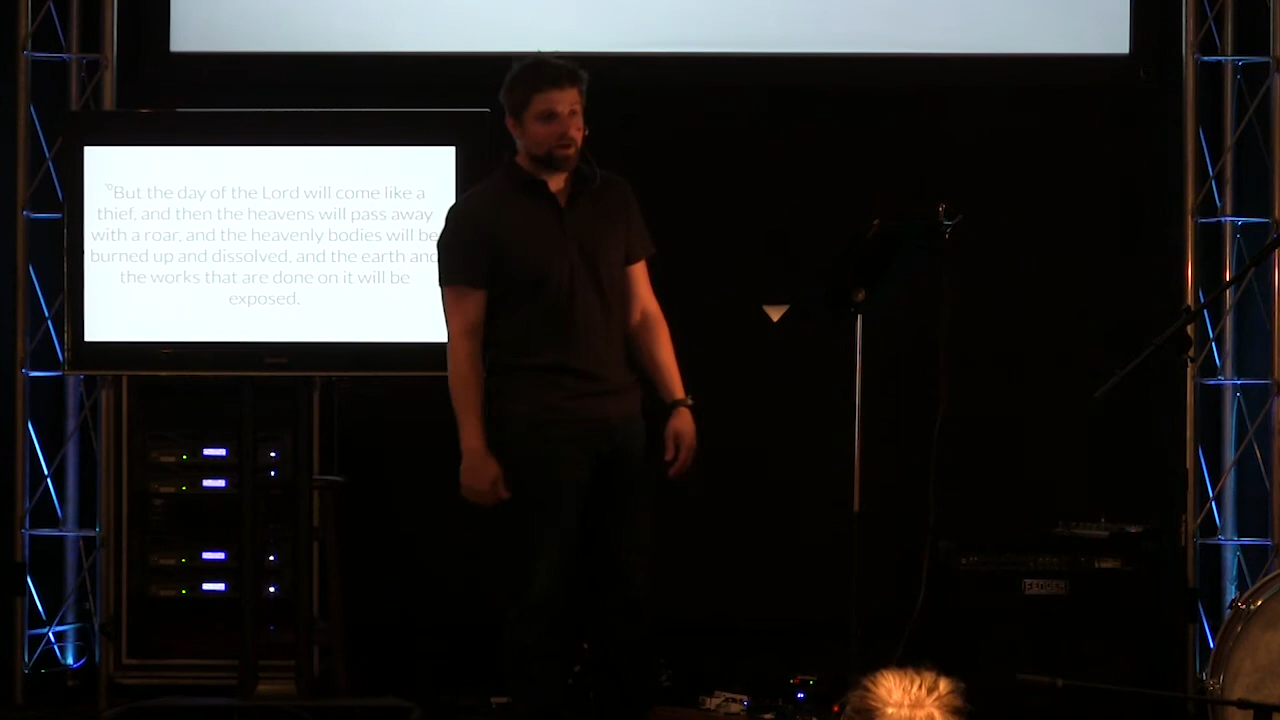 "But the day of the Lord will come like a
thief, and then the heavens will pass away
with a roar, and the heavenly bodies will be
burned up and dissolved, and the earth and
the works that are done on it will be
exposed.